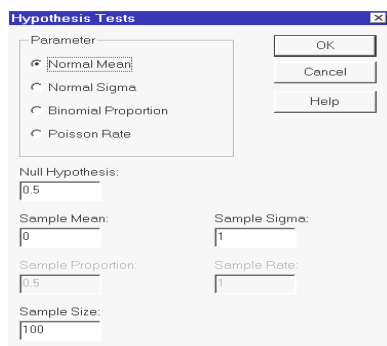 Hypothesis Tests
Parameter
Normal Mean
Normal Sigma
Binomial Proportion
Poisson Rate
OK
Cancel
Help
Null Hypothesis:
0.5
Sample Mean: Sample Sigma:
0 1
Sample Proportion: Sample Rate:
0.5 1
Sample Size:
100